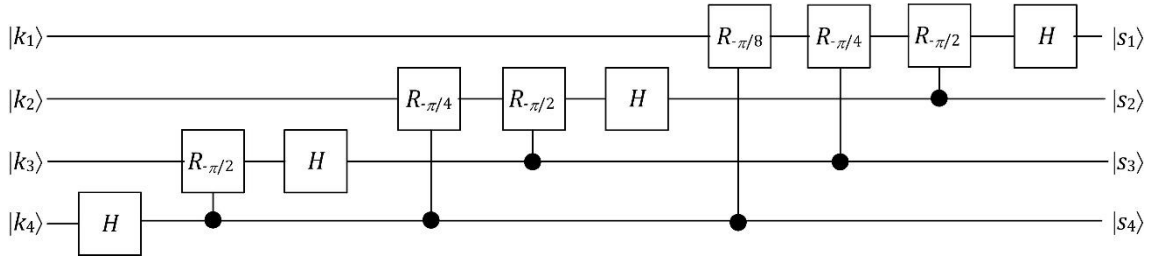 |k₁⟩ R-π/8 R-π/4 R-π/2 H |s₁⟩
|k₂⟩ R-π/4 R-π/2 H |s₂⟩
|k₃⟩ R-π/2 H |s₃⟩
|k₄⟩ H |s₄⟩